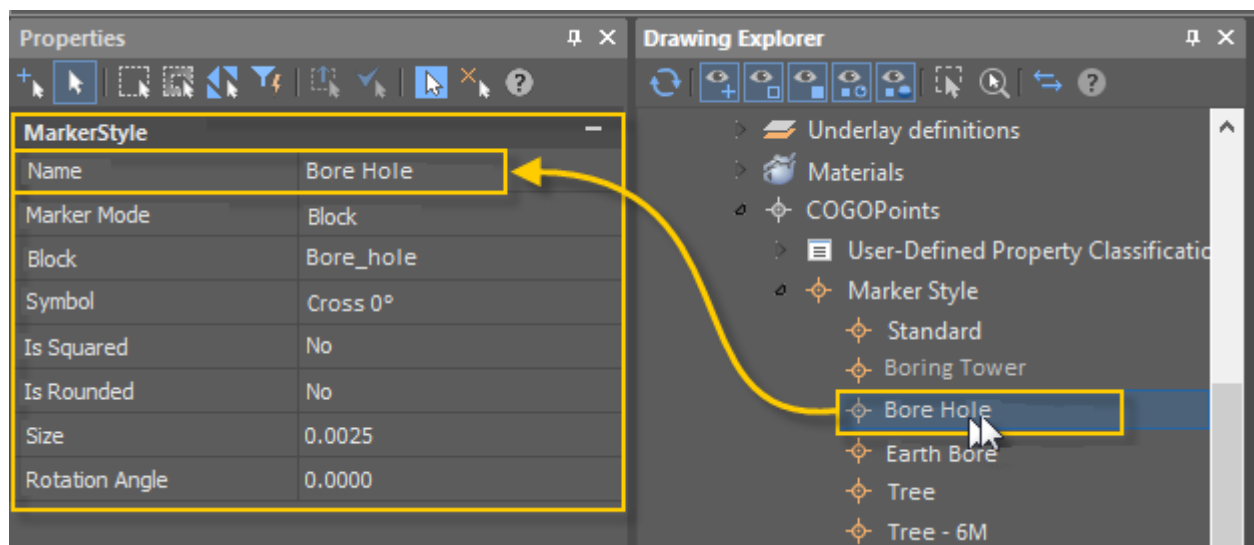 Properties
MarkerStyle
Name Bore Hole
Marker Mode Block
Block Bore_hole
Symbol Cross 0°
Is Squared No
Is Rounded No
Size 0.0025
Rotation Angle 0.0000
Drawing Explorer
Underlay definitions
Materials
COGOPoints
User-Defined Property Classificatic
Marker Style
Standard
Boring Tower
Bore Hole
Earth Bore
Tree
Tree - 6M